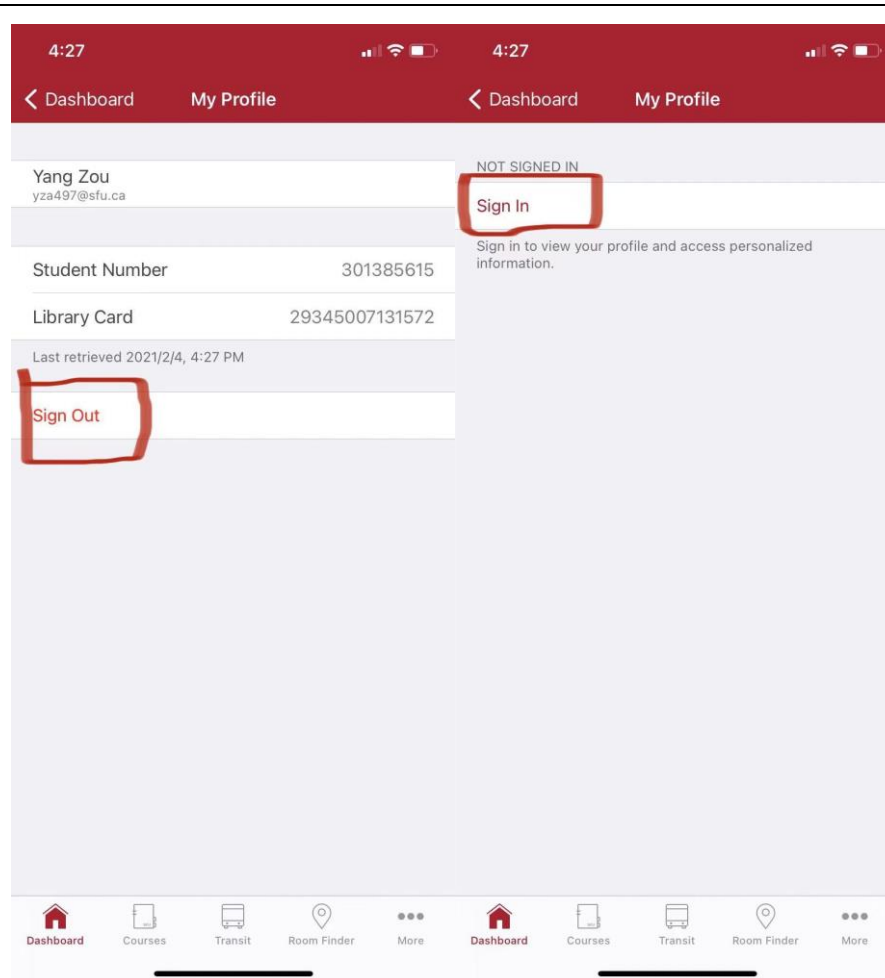 4:27
Dashboard My Profile
Yang Zou
yza497@sfu.ca
Student Number 301385615
Library Card 29345007131572
Last retrieved 2021/2/4, 4:27 PM
Sign Out
Dashboard Courses Transit Room Finder More
4:27
Dashboard My Profile
NOT SIGNED IN
Sign In
Sign in to view your profile and access personalized
information.
Dashboard Courses Transit Room Finder More